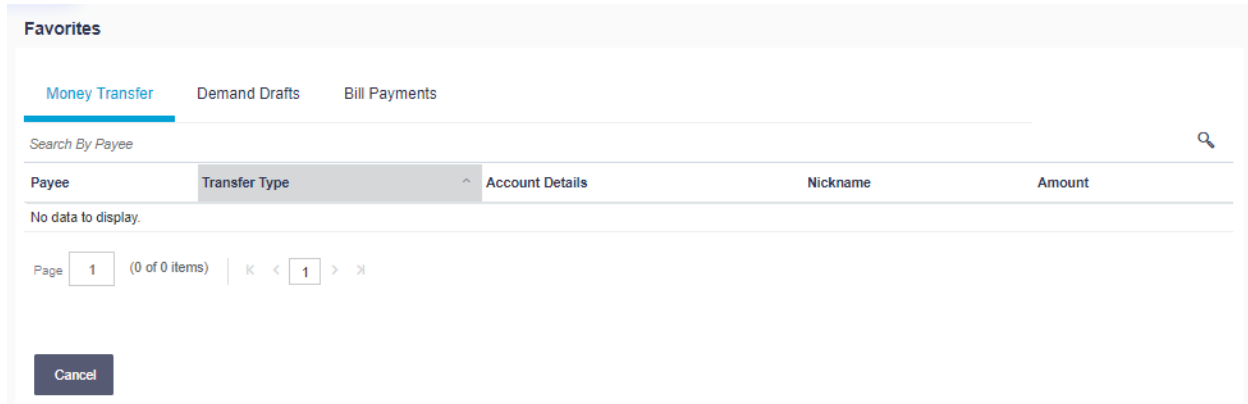 Favorites
Money Transfer Demand Drafts Bill Payments
Search By Payee
Payee Transfer Type Account Details Nickname Amount
No data to display.
Page 1 (0 of 0 items) 1
Cancel